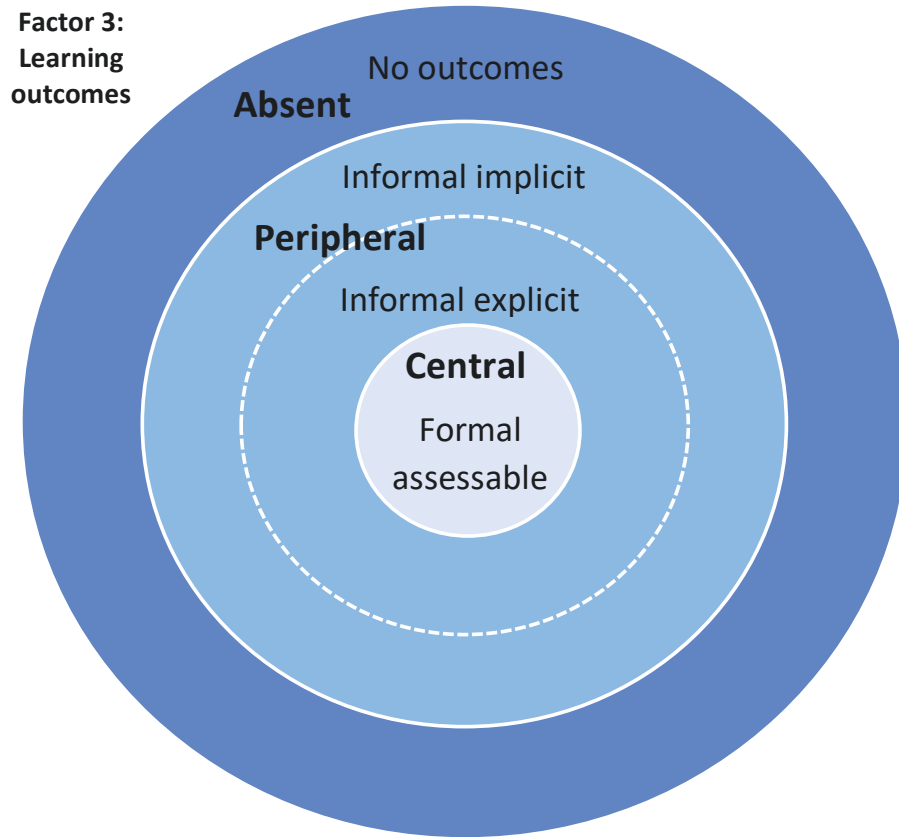 Factor 3:
Learning
outcomes
No outcomes
Absent
Informal implicit
Peripheral
Informal explicit
Central
Formal
assessable